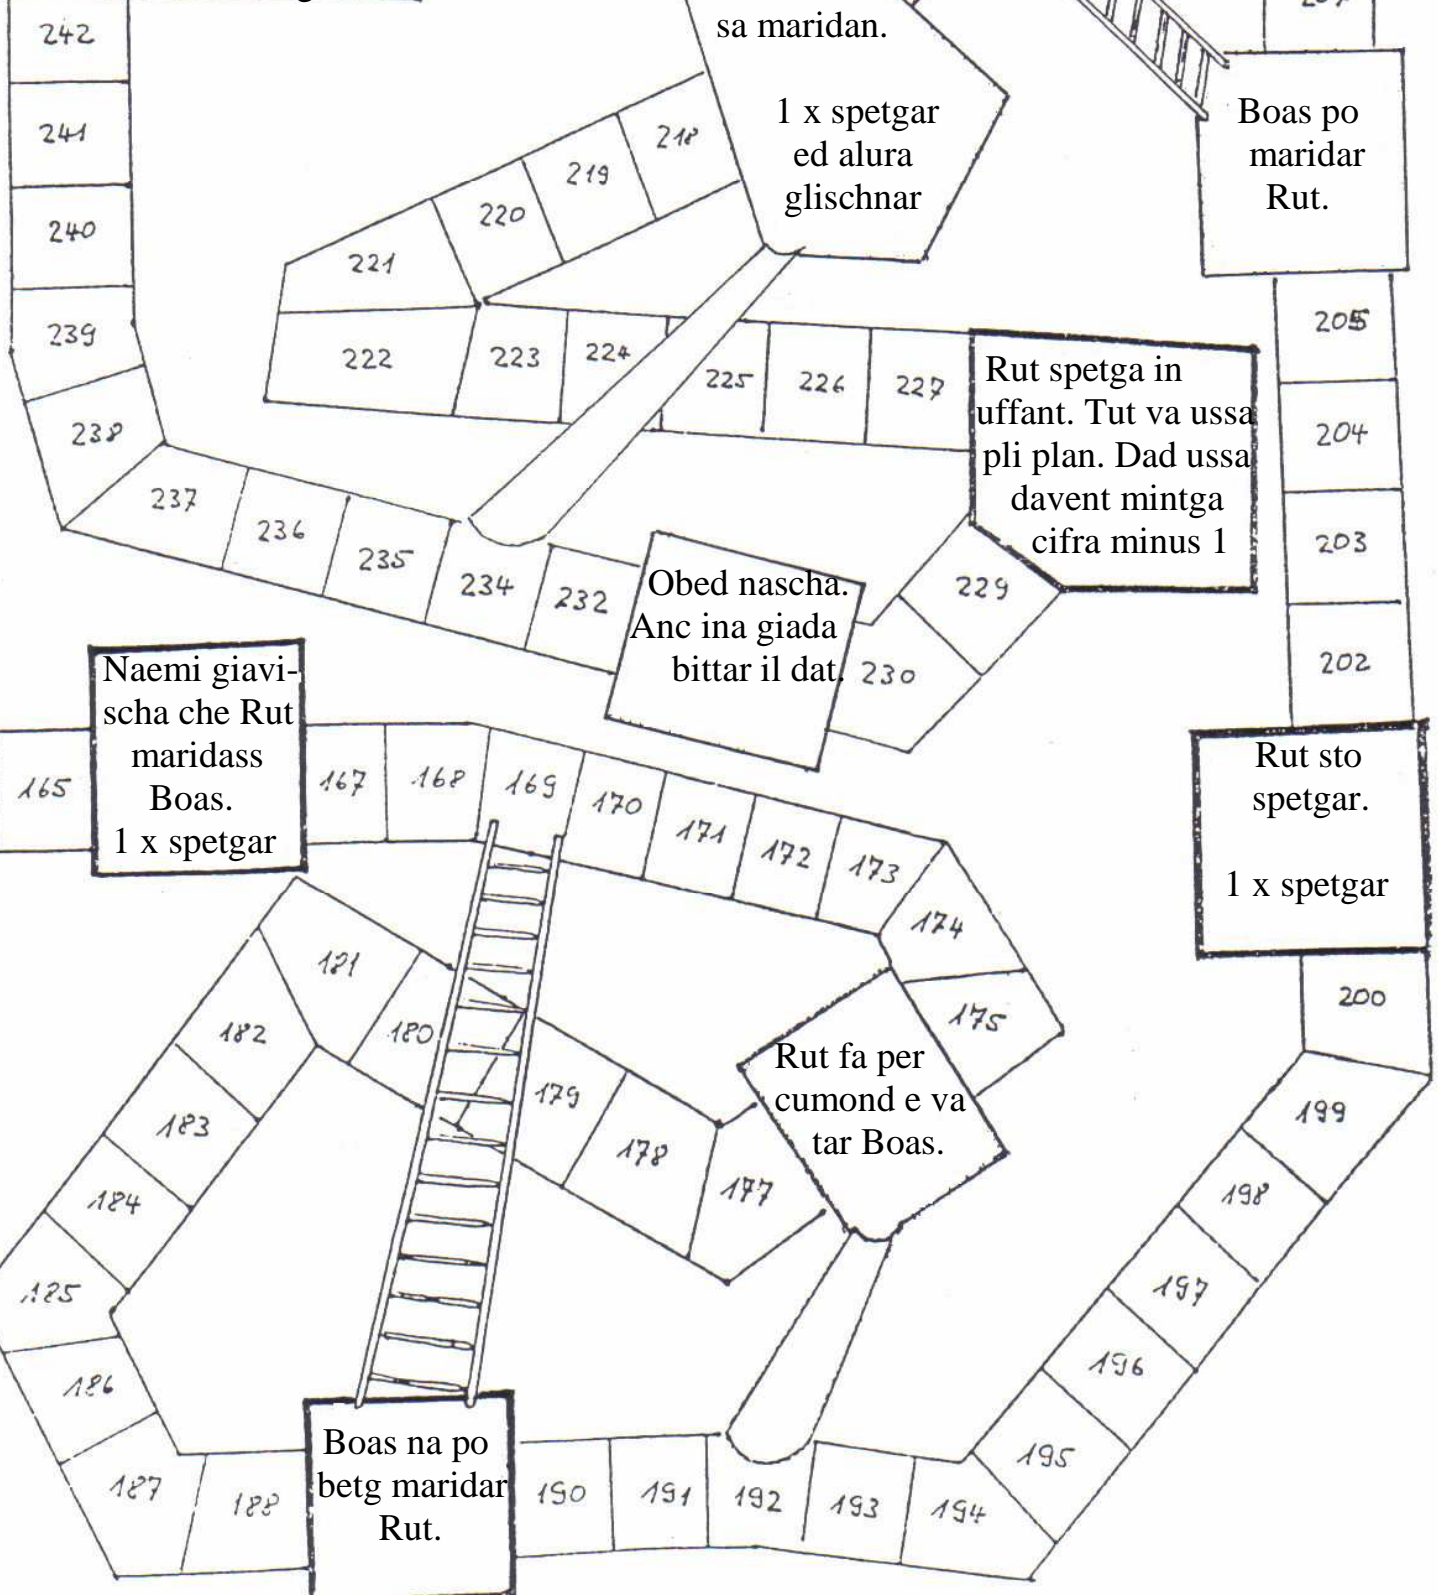 242
241
240
239
238
237
236
235
234
232
sa maridan.
1 x spetgar
ed alura
glischnar
218
219
220
221
222
223
224
225
226
227
Rut spetga in
uffant. Tut va ussa
pli plan. Dad ussa
davent mintga
cifra minus 1
229
230
Obed nascha.
Anc ina giada
bittar il dat.
Boas po
maridar
Rut.
205
204
203
202
Rut sto
spetgar.
1 x spetgar
200
199
198
197
196
195
194
193
192
191
190
Boas na po
betg maridar
Rut.
188
187
186
185
184
183
182
181
180
179
178
177
Rut fa per
cumond e va
tar Boas.
175
174
173
172
171
170
169
168
167
Naemi giavi-
scha che Rut
maridass
Boas.
1 x spetgar
165